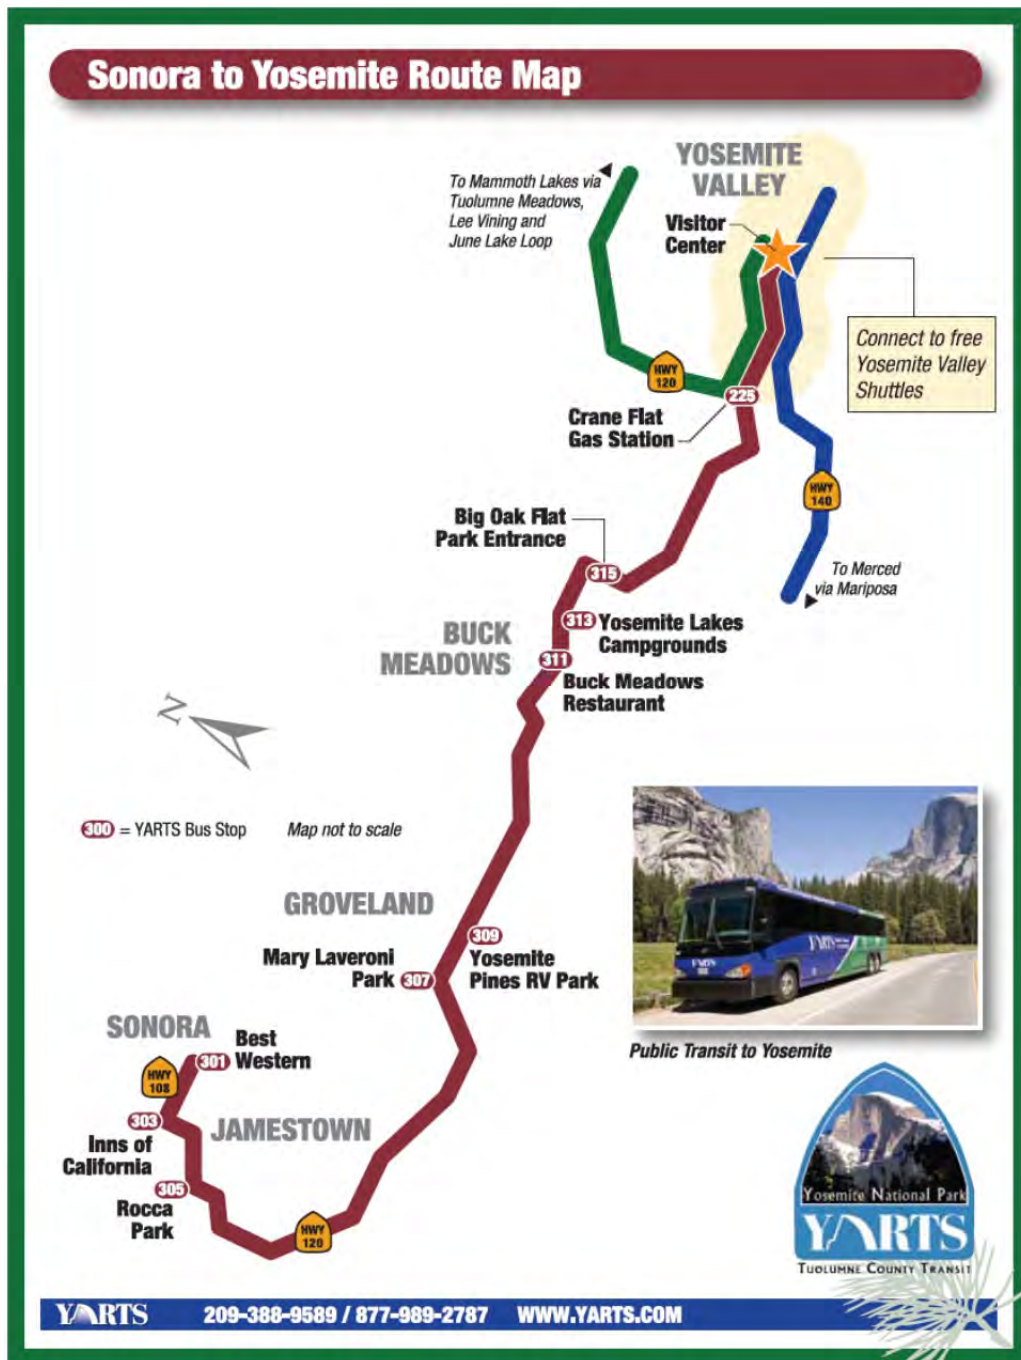 Sonora to Yosemite Route Map
YOSEMITE
VALLEY
To Mammoth Lakes via
Tuolumne Meadows,
Lee Vining and
June Lake Loop
Visitor
Center
Connect to free
Yosemite Valley
Shuttles
HWY
120
225
Crane Flat
Gas Station
HWY
140
Big Oak Flat
Park Entrance
315
To Merced
via Mariposa
313 Yosemite Lakes
Campgrounds
BUCK
MEADOWS
311
Buck Meadows
Restaurant
N
300 = YARTS Bus Stop
Map not to scale
GROVELAND
309
Yosemite
Pines RV Park
Mary Laveroni
Park 307
YARTS
YARTS
Public Transit to Yosemite
SONORA
Best
301 Western
HWY
108
303
Inns of
California
JAMESTOWN
305
Rocca
Park
HWY
120
Yosemite National Park
YARTS
TUOLUMNE COUNTY TRANSIT
YARTS 209-388-9589 / 877-989-2787 WWW.YARTS.COM